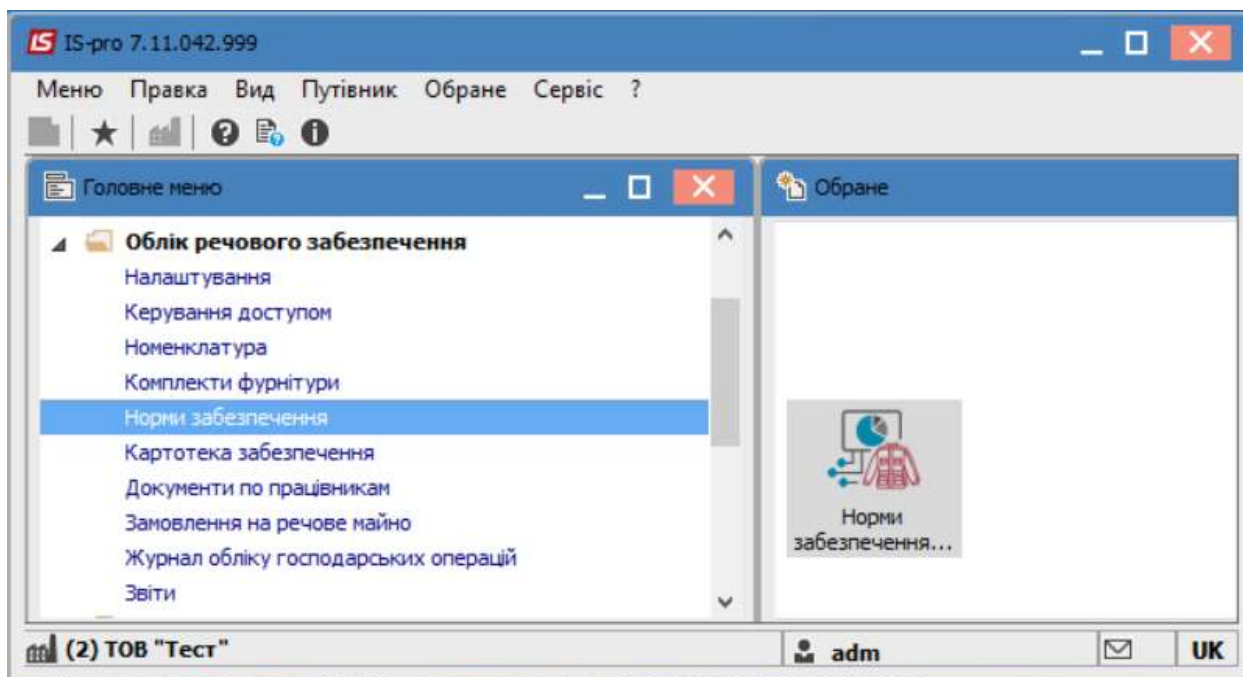 IS IS-pro 7.11.042.999
Меню Правка Вид Путівник Обране Сервіс ?
Головне меню
Обране
Облік речового забезпечення
Налаштування
Керування доступом
Номенклатура
Комплекти фурнітури
Норми забезпечення
Картотека забезпечення
Документи по працівникам
Замовлення на речове майно
Журнал обліку господарських операцій
Звіти
Норми
забезпечення...
(2) ТОВ "Тест" adm UK